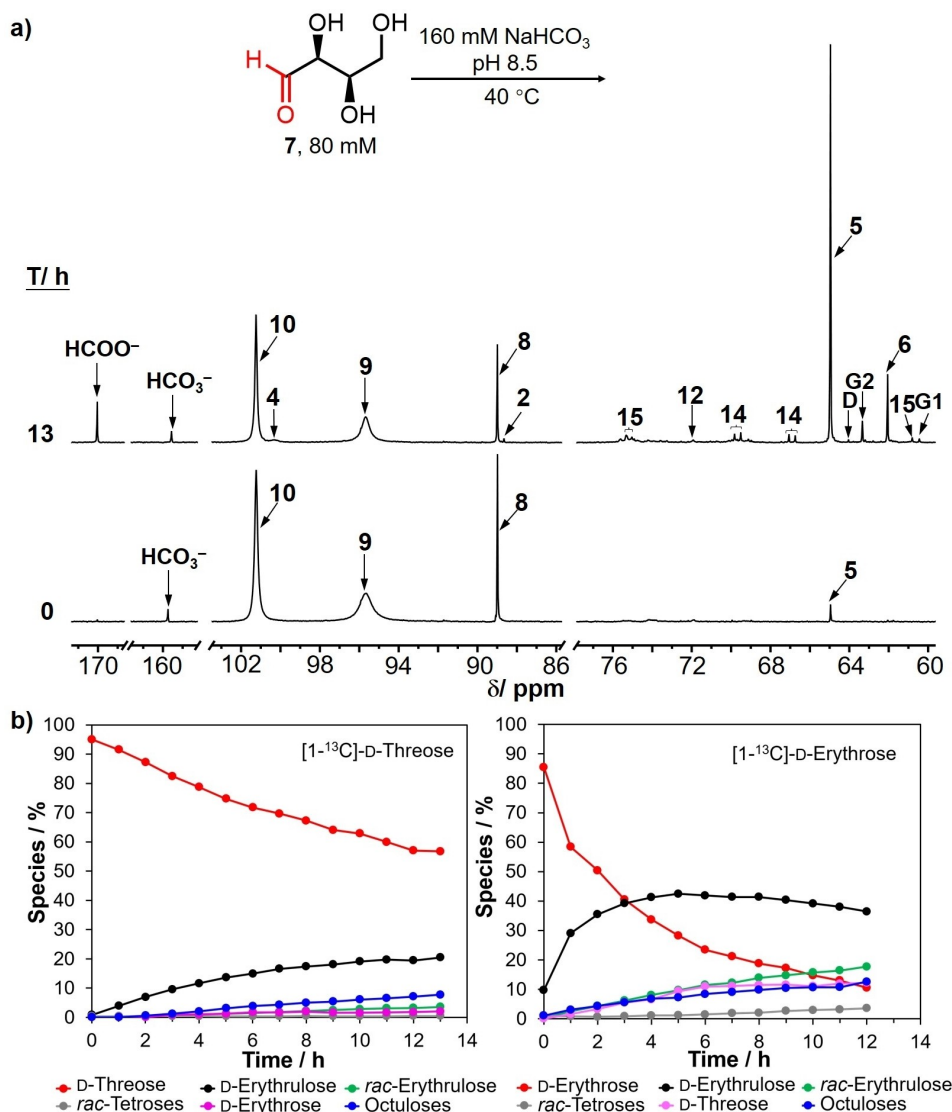 a)
OH OH
H
O
OH
7, 80 mM
160 mM NaHCO₃
pH 8.5
40 °C
T/ h
13
HCOO⁻
HCO₃⁻
10
4
9
8
2
15
12
14
14
5
D
G2
6
15
G1
0
HCO₃⁻
10
9
8
5
170 160 102 98 94 90 86 76 72 68 64 60
δ/ ppm
b)
[1-¹³C]-D-Threose
Species / %
100
90
80
70
60
50
40
30
20
10
0
0 2 4 6 8 10 12 14
Time / h
D-Threose D-Erythrulose rac-Erythrulose
rac-Tetroses D-Erythrose Octuloses
[1-¹³C]-D-Erythrose
Species / %
100
90
80
70
60
50
40
30
20
10
0
0 2 4 6 8 10 12 14
Time / h
D-Erythrose D-Erythrulose rac-Erythrulose
rac-Tetroses D-Threose Octuloses